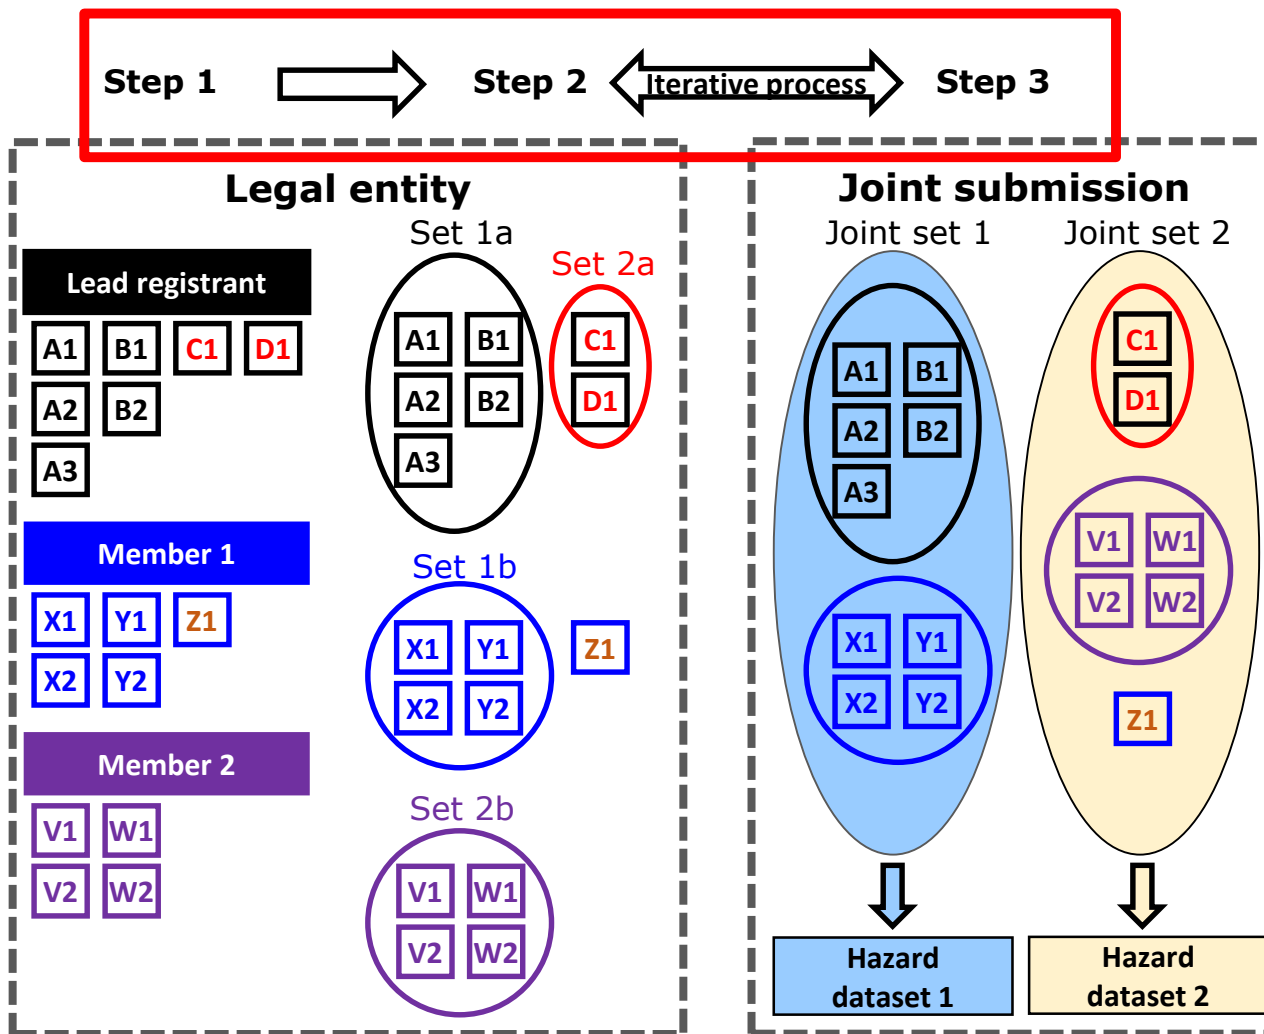 Step 1
Step 2
Iterative process
Step 3
Legal entity
Lead registrant
A1 B1 C1 D1
A2 B2
A3
Member 1
X1 Y1 Z1
X2 Y2
Member 2
V1 W1
V2 W2
Set 1a
A1 B1
A2 B2
A3
Set 2a
C1
D1
Set 1b
X1 Y1
X2 Y2
Z1
Set 2b
V1 W1
V2 W2
Joint submission
Joint set 1
A1 B1
A2 B2
A3
X1 Y1
X2 Y2
Hazard
dataset 1
Joint set 2
C1
D1
V1 W1
V2 W2
Z1
Hazard
dataset 2